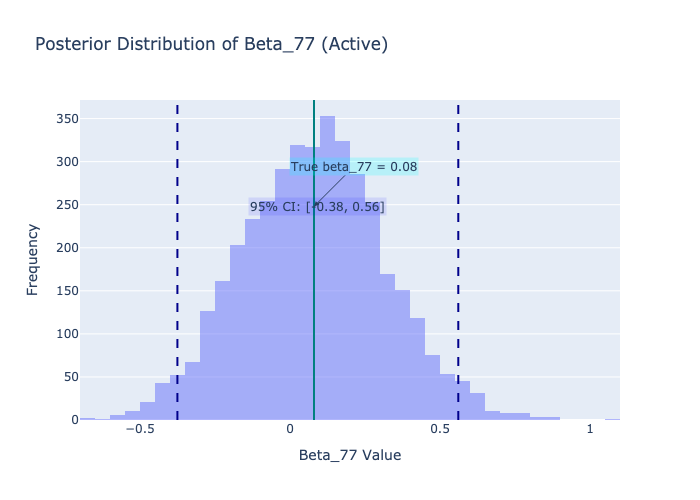 Posterior Distribution of Beta_77 (Active)
350
300
250
200
150
100
50
0
Frequency
True beta_77 = 0.08
95% CI: [-0.38, 0.56]
−0.5
0
0.5
1
Beta_77 Value